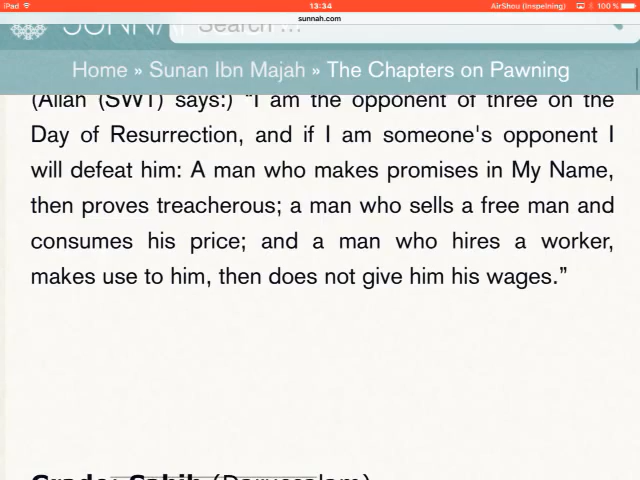 iPad 13:34 AirShou (Inspelning) 100 %
sunnah.com
SUNNAH Search ...
Home » Sunan Ibn Majah » The Chapters on Pawning
(Allah (SWT) says:) “I am the opponent of three on the
Day of Resurrection, and if I am someone's opponent I
will defeat him: A man who makes promises in My Name,
then proves treacherous; a man who sells a free man and
consumes his price; and a man who hires a worker,
makes use to him, then does not give him his wages.”
Grade: Sahih (Darussalam)